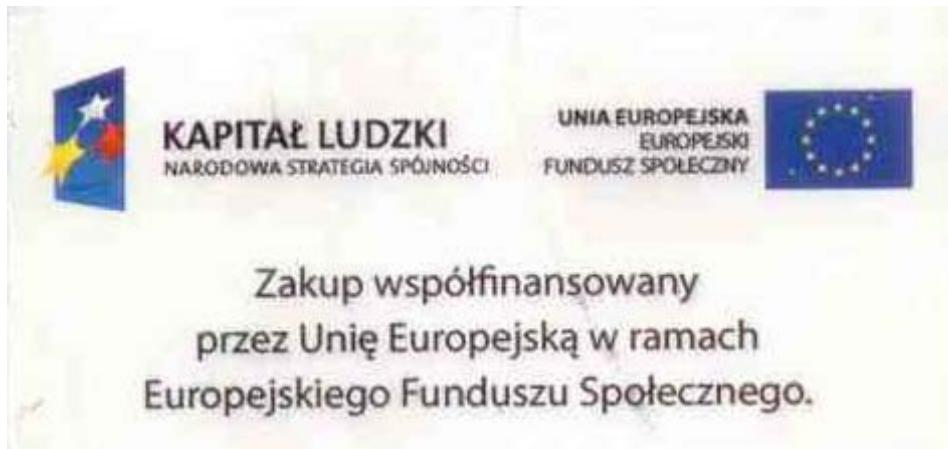 KAPITAŁ LUDZKI
NARODOWA STRATEGIA SPÓJNOŚCI
UNIA EUROPEJSKA
EUROPEJSKI
FUNDUSZ SPOŁECZNY
Zakup współfinansowany
przez Unię Europejską w ramach
Europejskiego Funduszu Społecznego.